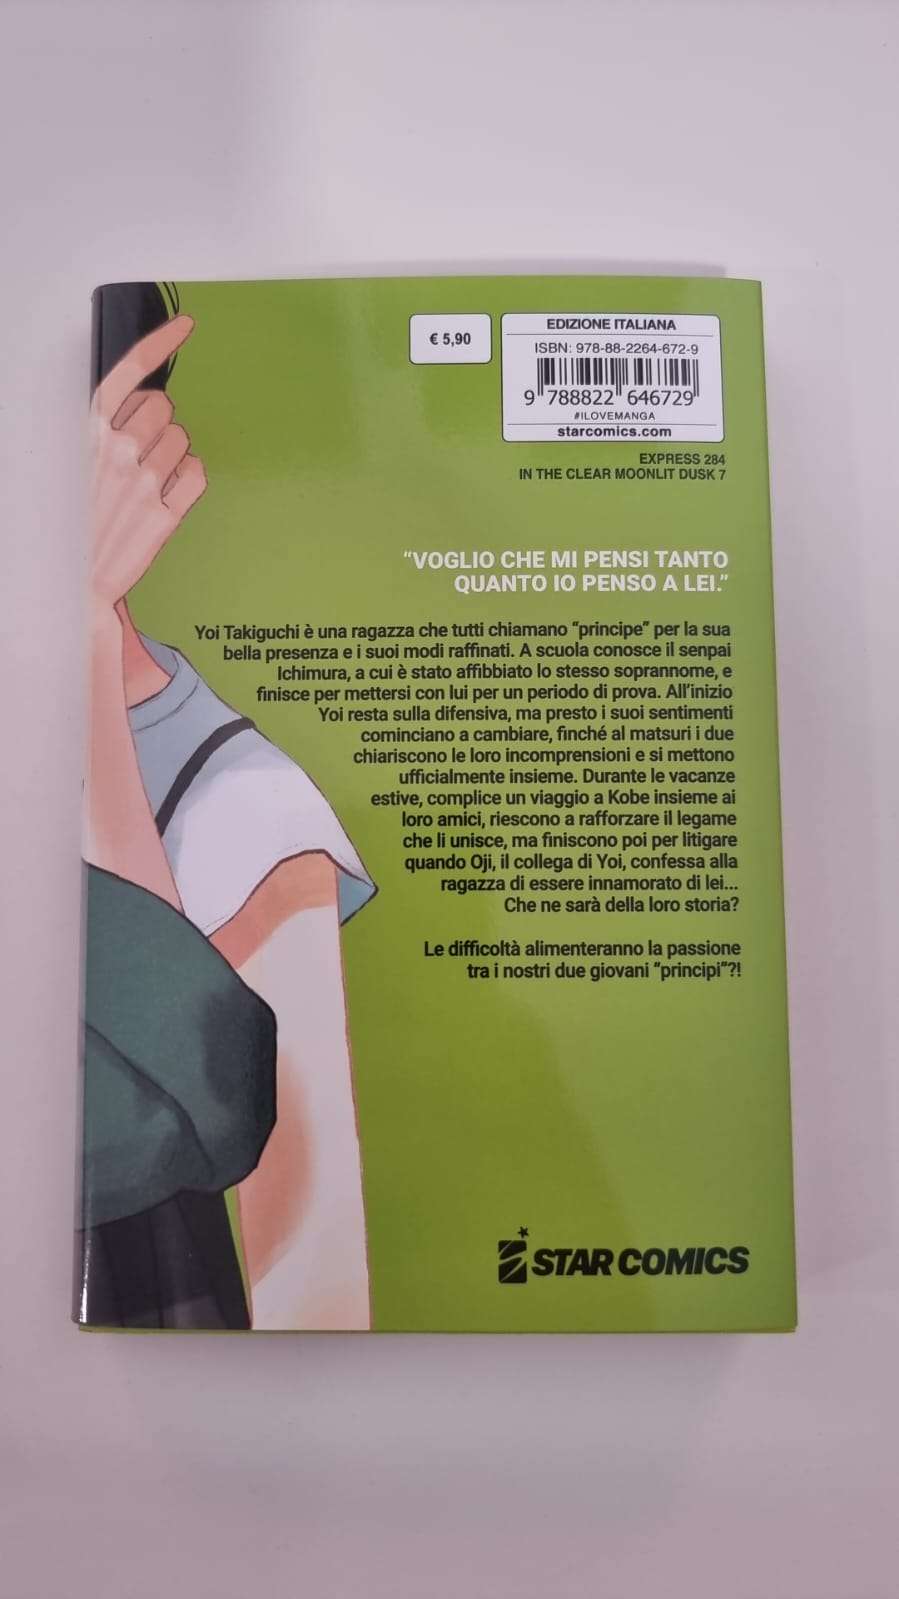 € 5,90
EDIZIONE ITALIANA
ISBN: 978-88-2264-672-9
9 788822 646729
#ILOVEMANGA
starcomics.com
EXPRESS 284
IN THE CLEAR MOONLIT DUSK 7
“VOGLIO CHE MI PENSI TANTO
QUANTO IO PENSO A LEI.”
Yoi Takiguchi è una ragazza che tutti chiamano “principe” per la sua
bella presenza e i suoi modi raffinati. A scuola conosce il senpai
Ichimura, a cui è stato affibbiato lo stesso soprannome, e
finisce per mettersi con lui per un periodo di prova. All’inizio
Yoi resta sulla difensiva, ma presto i suoi sentimenti
cominciano a cambiare, finché al matsuri i due
chiariscono le loro incomprensioni e si mettono
ufficialmente insieme. Durante le vacanze
estive, complice un viaggio a Kobe insieme ai
loro amici, riescono a rafforzare il legame
che li unisce, ma finiscono poi per litigare
quando Oji, il collega di Yoi, confessa alla
ragazza di essere innamorato di lei...
Che ne sarà della loro storia?
Le difficoltà alimenteranno la passione
tra i nostri due giovani “principi”?!
STAR COMICS